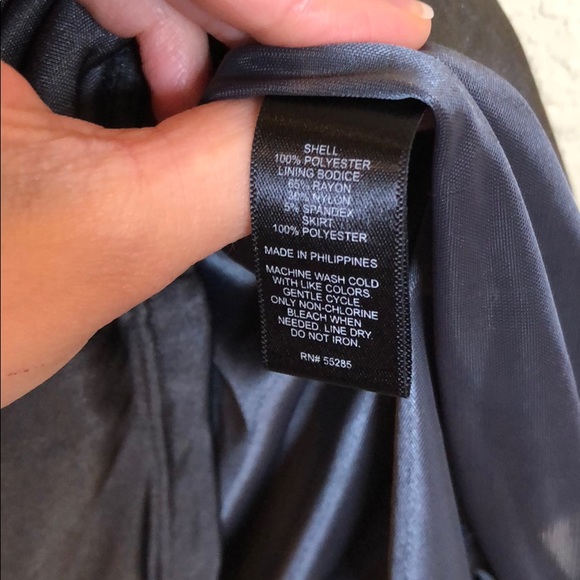 SHELL:
100% POLYESTER
LINING BODICE:
65% RAYON
30% NYLON
5% SPANDEX
SKIRT:
100% POLYESTER
MADE IN PHILIPPINES
MACHINE WASH COLD
WITH LIKE COLORS.
GENTLE CYCLE.
ONLY NON-CHLORINE
BLEACH WHEN
NEEDED. LINE DRY.
DO NOT IRON.
RN# 55285